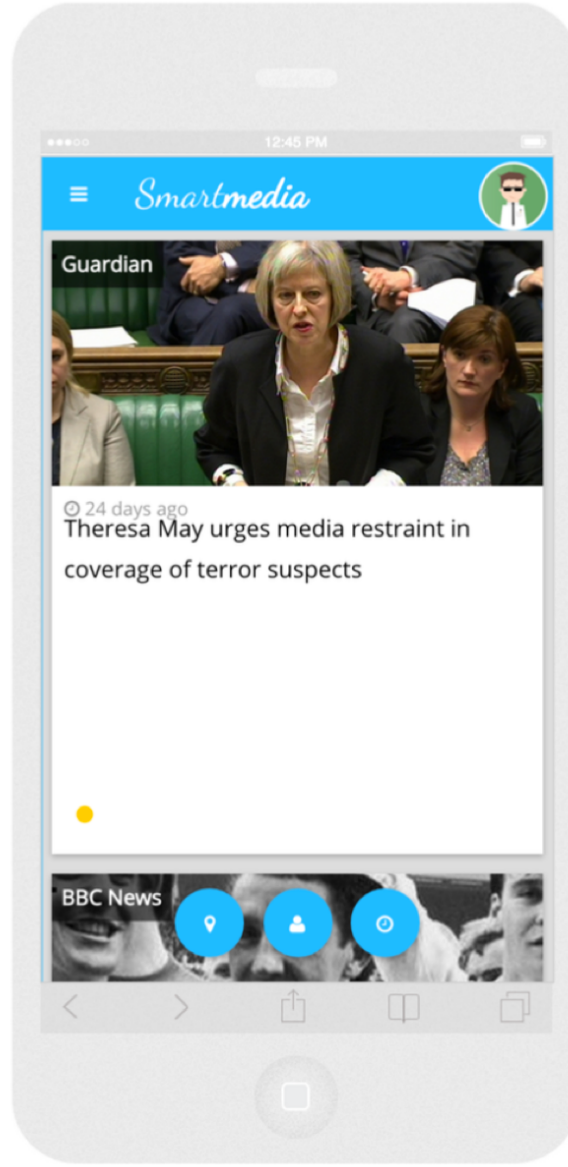 12:45 PM
Smartmedia
Guardian
24 days ago
Theresa May urges media restraint in
coverage of terror suspects
BBC News